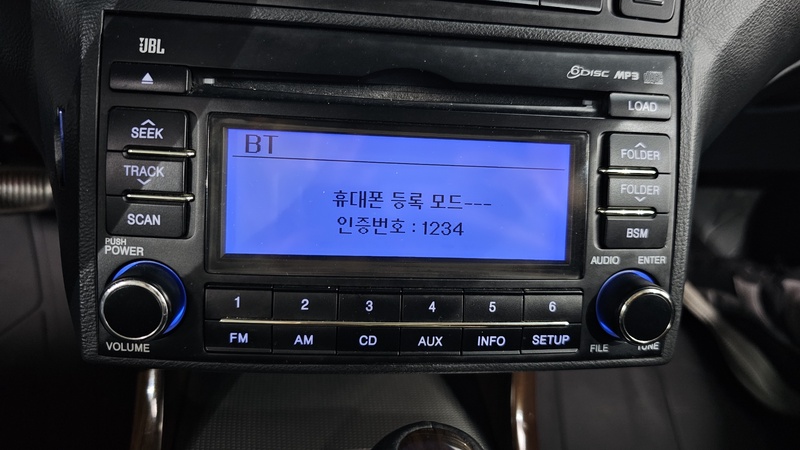 JBL
6DISC MP3
LOAD
SEEK
TRACK
SCAN
BT
휴대폰 등록 모드---
인증번호 : 1234
FOLDER
FOLDER
BSM
PUSH
POWER
VOLUME
AUDIO ENTER
FILE TUNE
1 2 3 4 5 6
FM AM CD AUX INFO SETUP